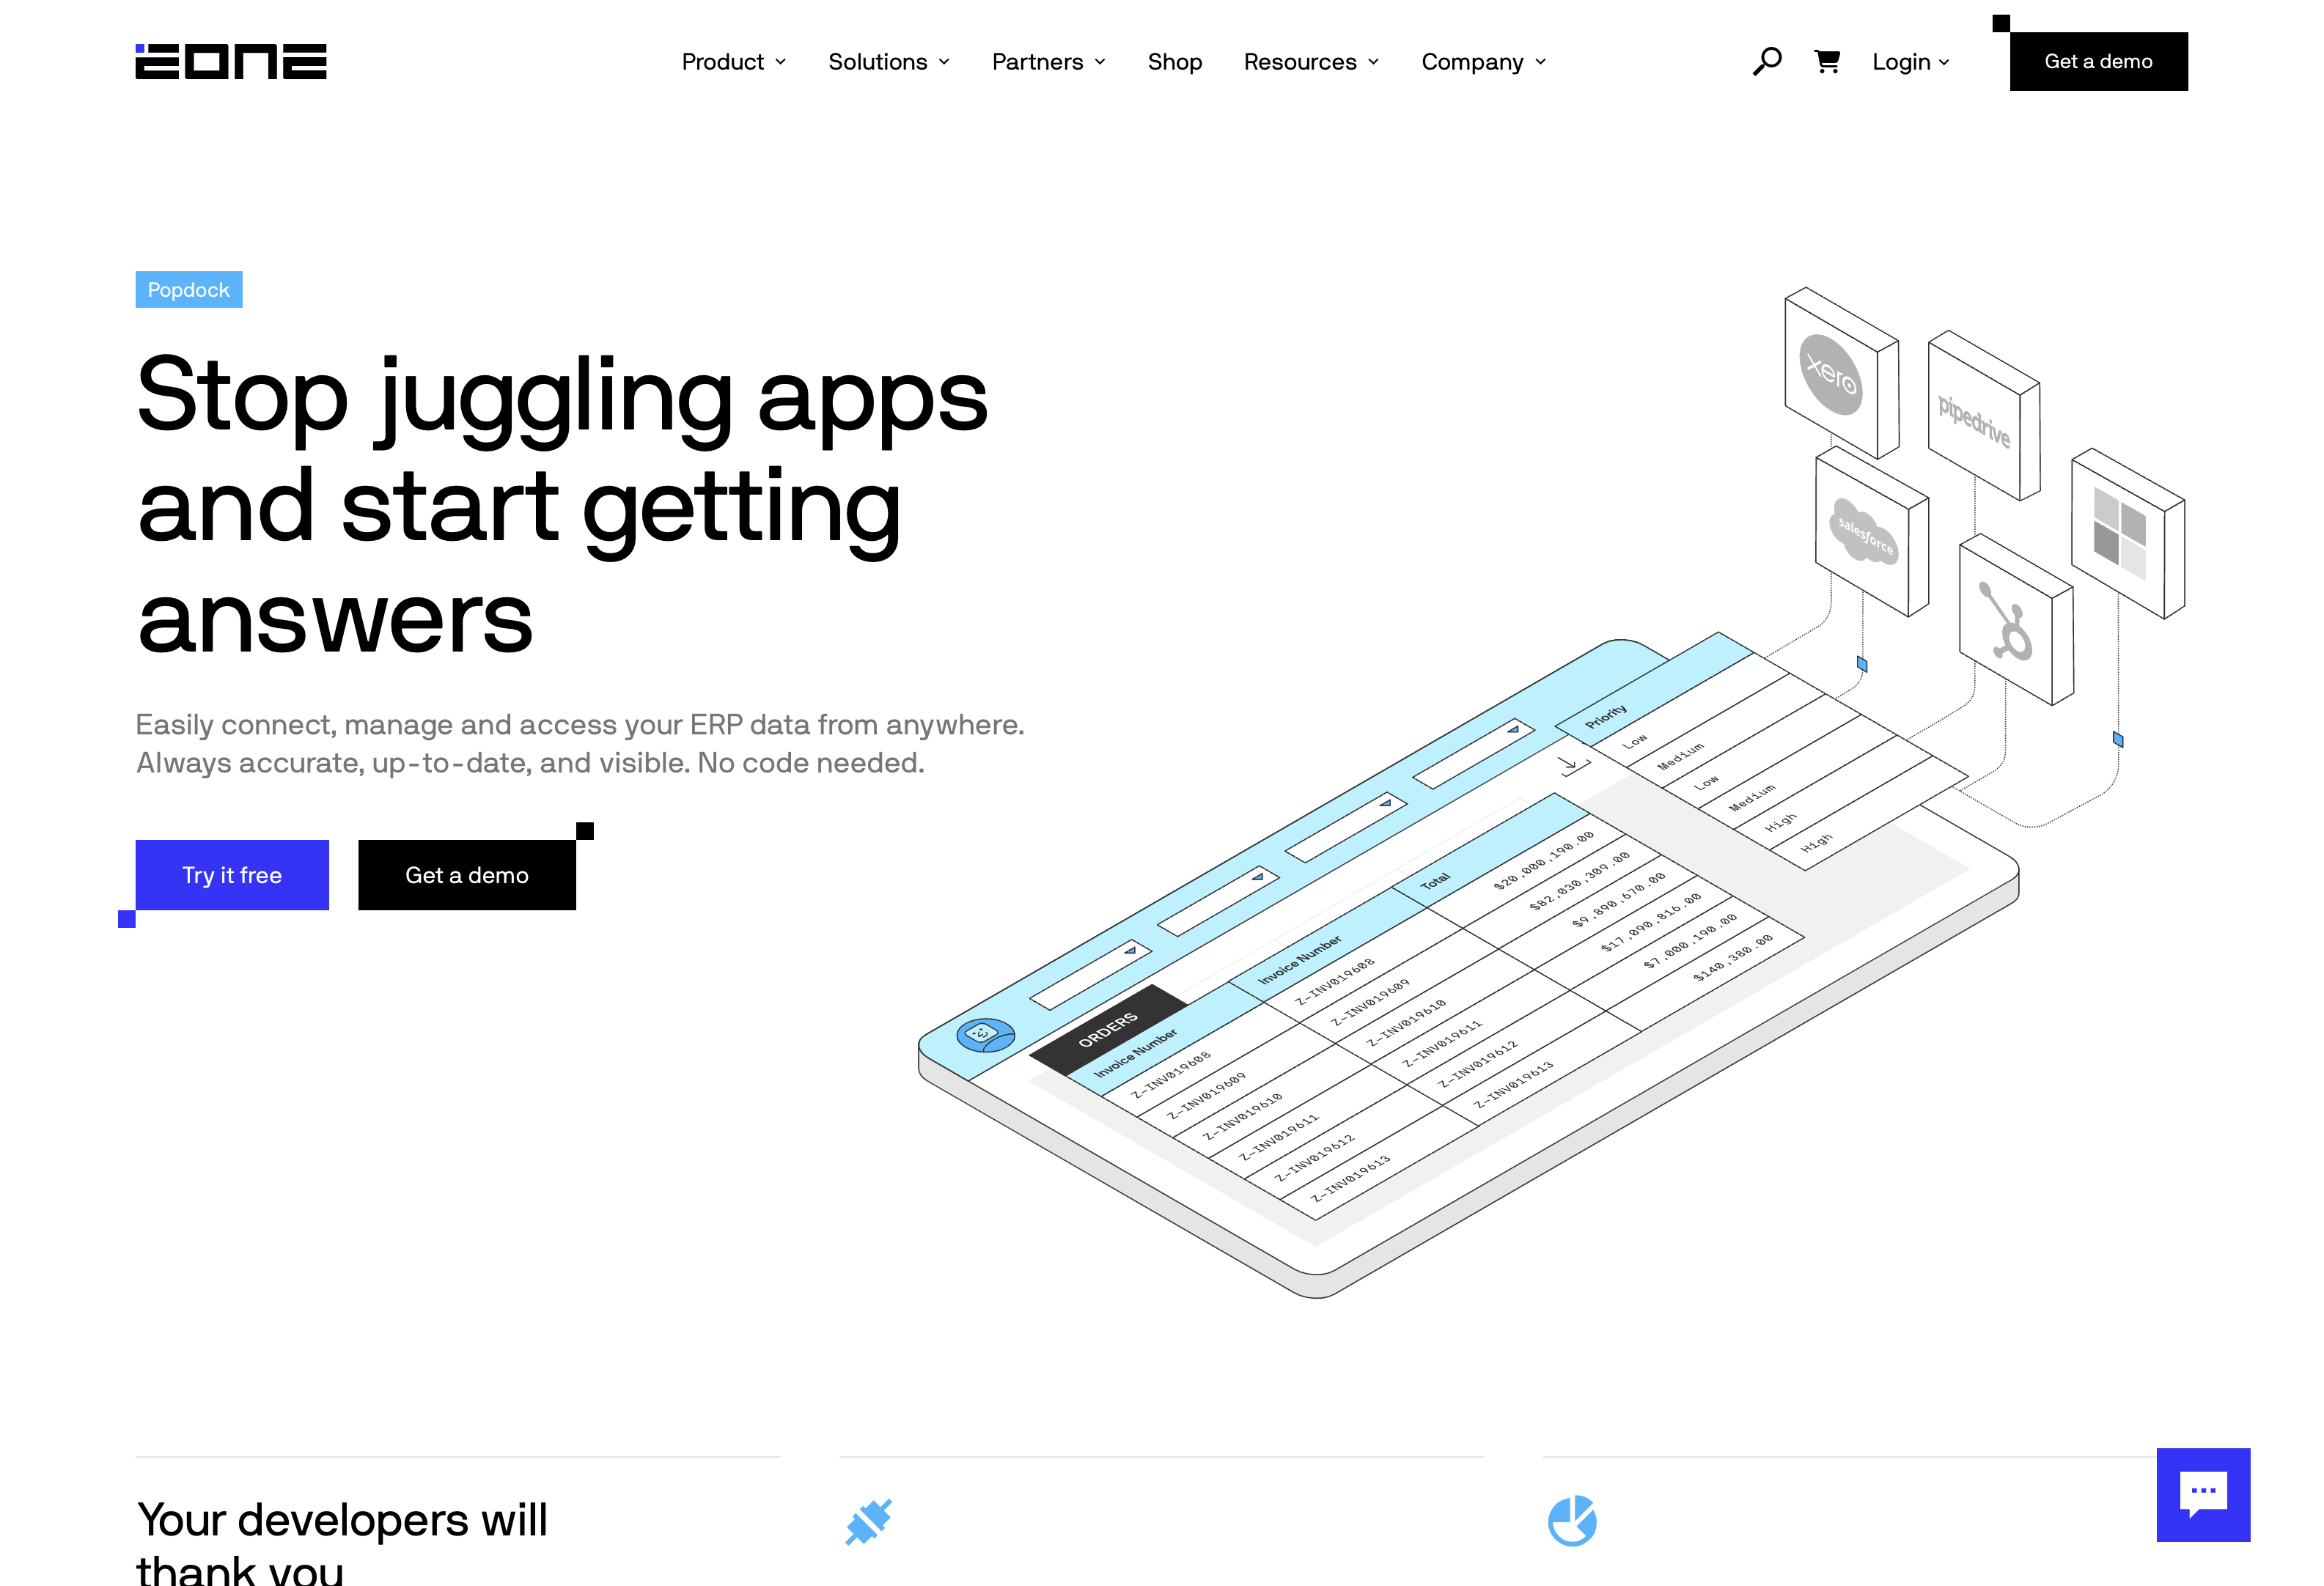 eone
Product
Solutions
Partners
Shop
Resources
Company
Login
Get a demo
Popdock
Stop juggling apps
and start getting
answers
Easily connect, manage and access your ERP data from anywhere.
Always accurate, up-to-date, and visible. No code needed.
Try it free
Get a demo
xero
pipedrive
salesforce
Priority
Low
Medium
Low
Medium
High
High
ORDERS
Invoice Number
Z-INV019608
Z-INV019609
Z-INV019610
Z-INV019611
Z-INV019612
Z-INV019613
Invoice Number
Z-INV019608
Z-INV019609
Z-INV019610
Z-INV019611
Z-INV019612
Z-INV019613
Total
$20,000,190.00
$82,030,309.00
$9,890,670.00
$17,090,816.00
$7,000,190.00
$140,380.00
Your developers will
thank you